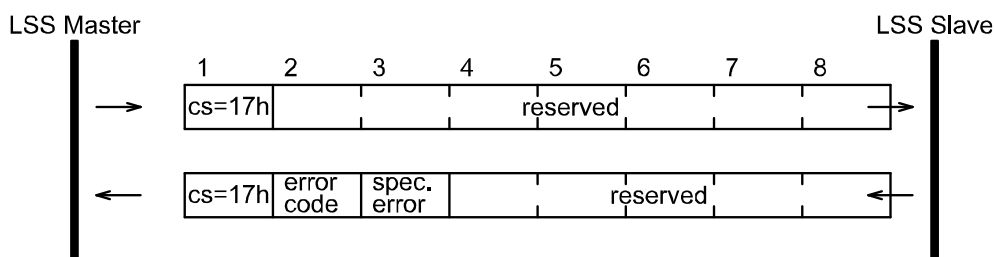 LSS Master LSS Slave
1 2 3 4 5 6 7 8
cs=17h reserved
cs=17h error code spec. error reserved